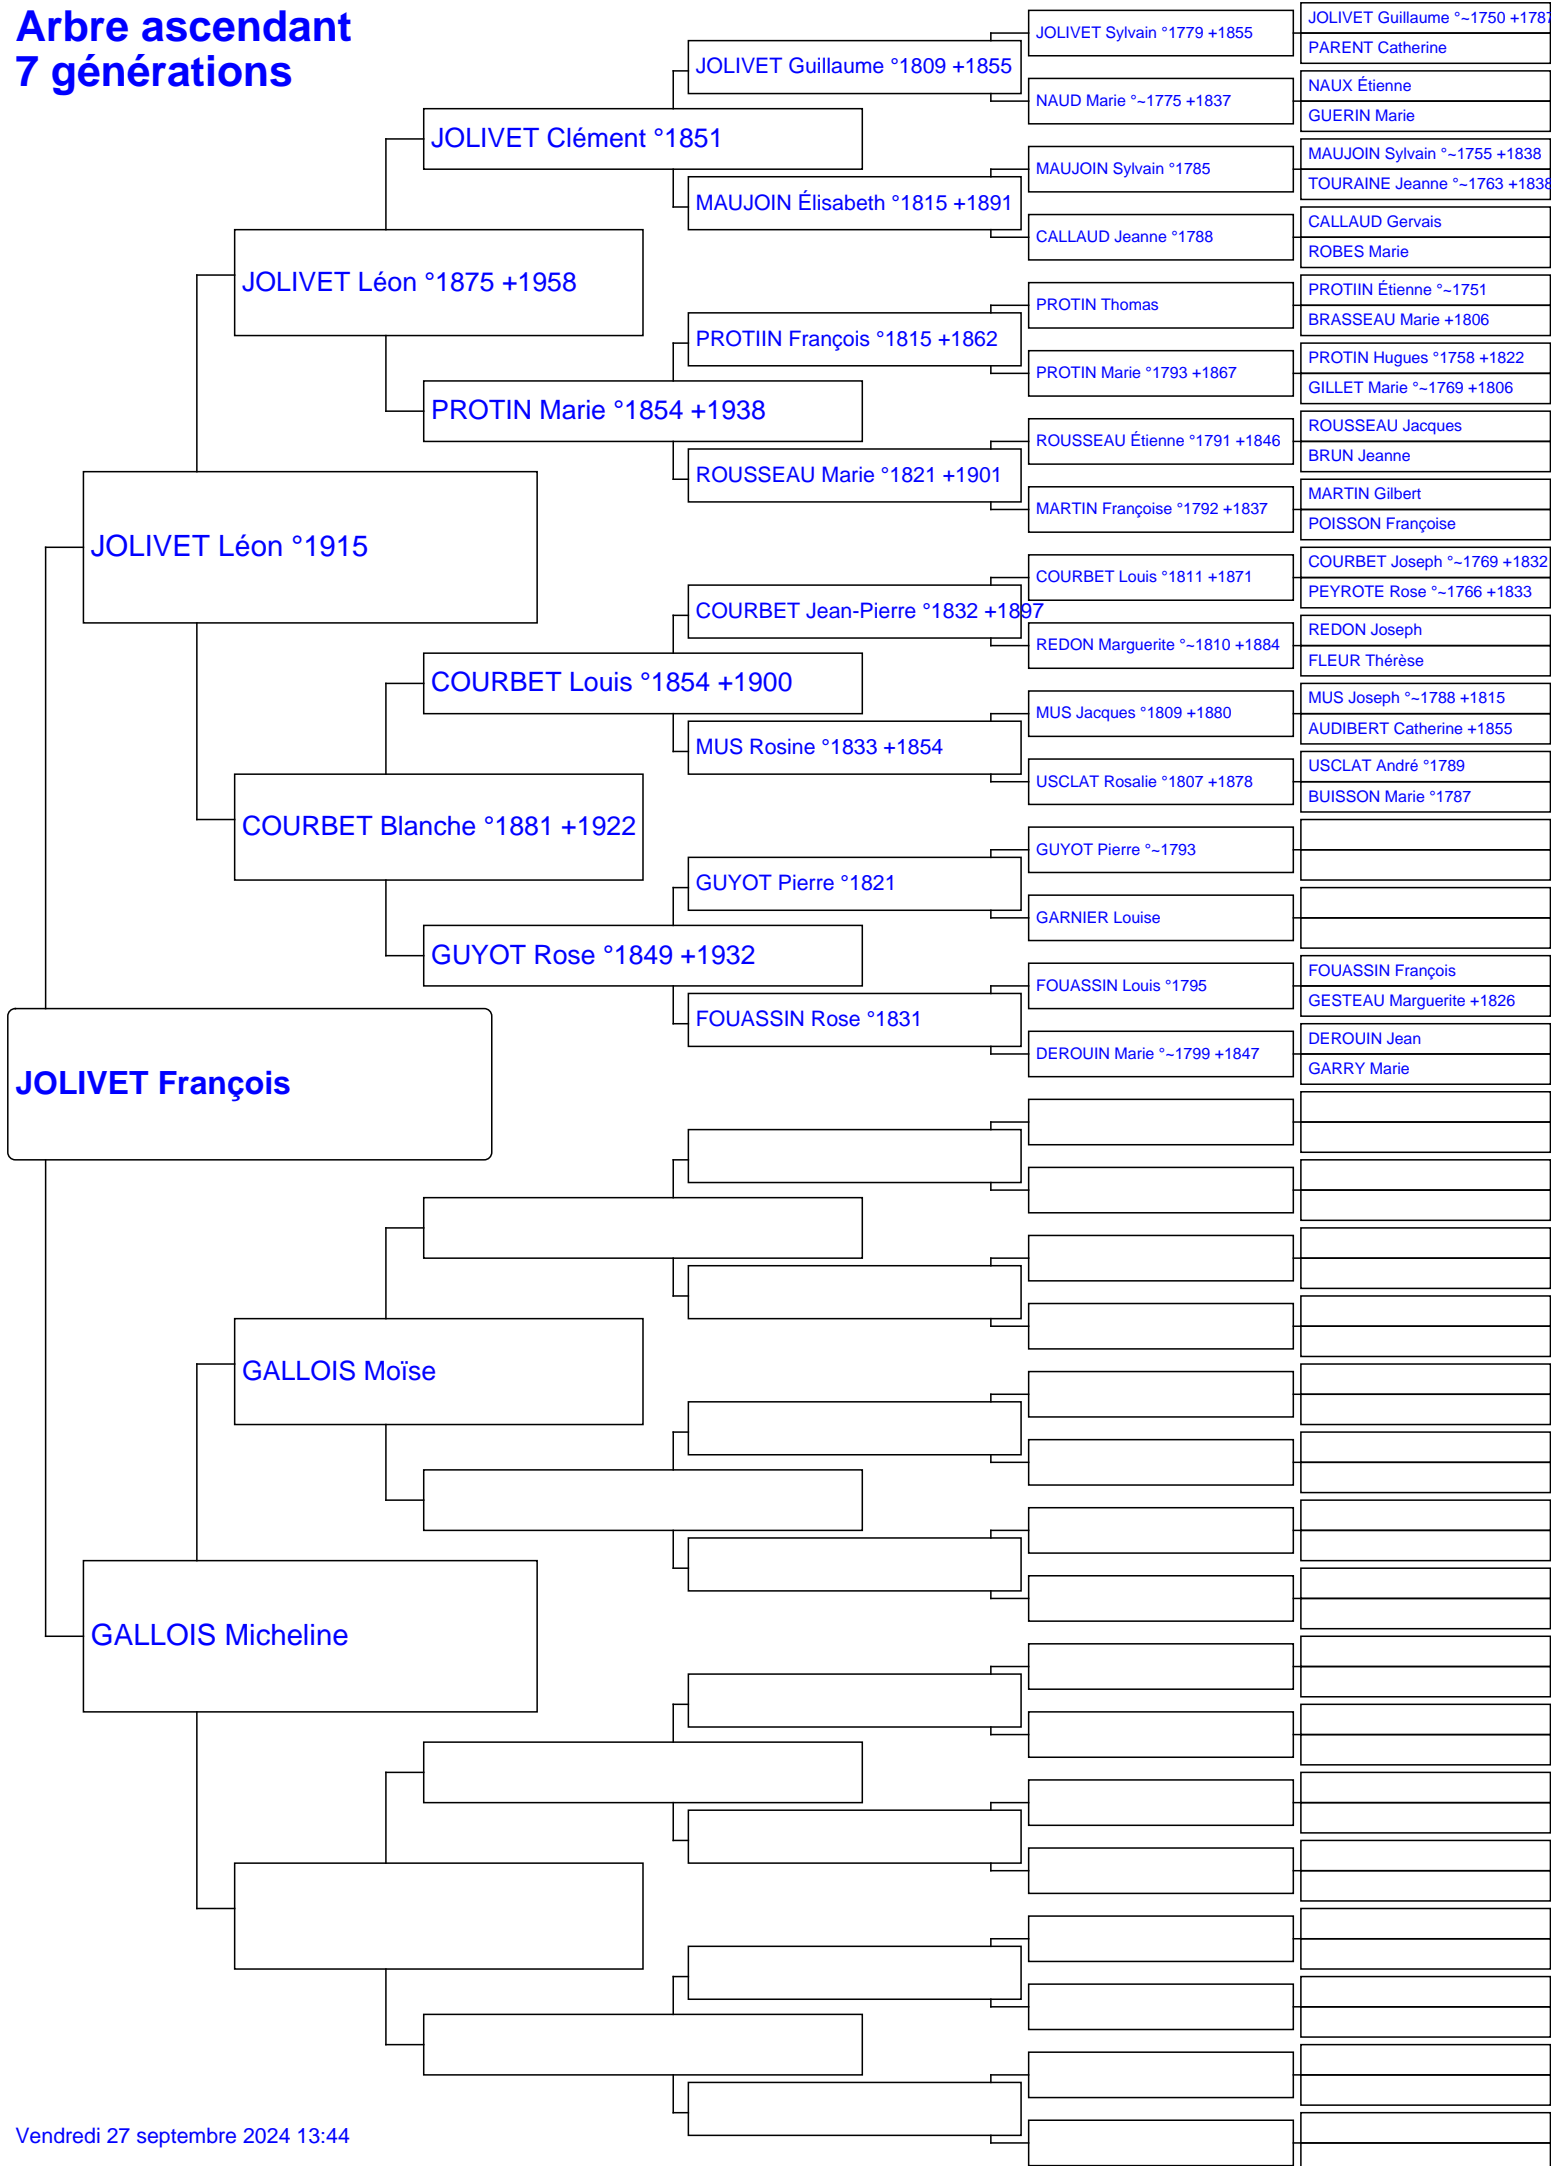 Arbre ascendant
7 générations
JOLIVET François
JOLIVET Léon °1915
GALLOIS Micheline
JOLIVET Léon °1875 +1958
COURBET Blanche °1881 +1922
GALLOIS Moïse
JOLIVET Clément °1851
PROTIN Marie °1854 +1938
COURBET Louis °1854 +1900
GUYOT Rose °1849 +1932
JOLIVET Guillaume °1809 +1855
MAUJOIN Élisabeth °1815 +1891
PROTIIN François °1815 +1862
ROUSSEAU Marie °1821 +1901
COURBET Jean-Pierre °1832 +1897
MUS Rosine °1833 +1854
GUYOT Pierre °1821
FOUASSIN Rose °1831
JOLIVET Sylvain °1779 +1855
NAUD Marie °~1775 +1837
MAUJOIN Sylvain °1785
CALLAUD Jeanne °1788
PROTIN Thomas
PROTIN Marie °1793 +1867
ROUSSEAU Étienne °1791 +1846
MARTIN Françoise °1792 +1837
COURBET Louis °1811 +1871
REDON Marguerite °~1810 +1884
MUS Jacques °1809 +1880
USCLAT Rosalie °1807 +1878
GUYOT Pierre °~1793
GARNIER Louise
FOUASSIN Louis °1795
DEROUIN Marie °~1799 +1847
JOLIVET Guillaume °~1750 +1787
PARENT Catherine
NAUX Étienne
GUERIN Marie
MAUJOIN Sylvain °~1755 +1838
TOURAINE Jeanne °~1763 +1838
CALLAUD Gervais
ROBES Marie
PROTIIN Étienne °~1751
BRASSEAU Marie +1806
PROTIN Hugues °1758 +1822
GILLET Marie °~1769 +1806
ROUSSEAU Jacques
BRUN Jeanne
MARTIN Gilbert
POISSON Françoise
COURBET Joseph °~1769 +1832
PEYROTE Rose °~1766 +1833
REDON Joseph
FLEUR Thérèse
MUS Joseph °~1788 +1815
AUDIBERT Catherine +1855
USCLAT André °1789
BUISSON Marie °1787
FOUASSIN François
GESTEAU Marguerite +1826
DEROUIN Jean
GARRY Marie
Vendredi 27 septembre 2024 13:44